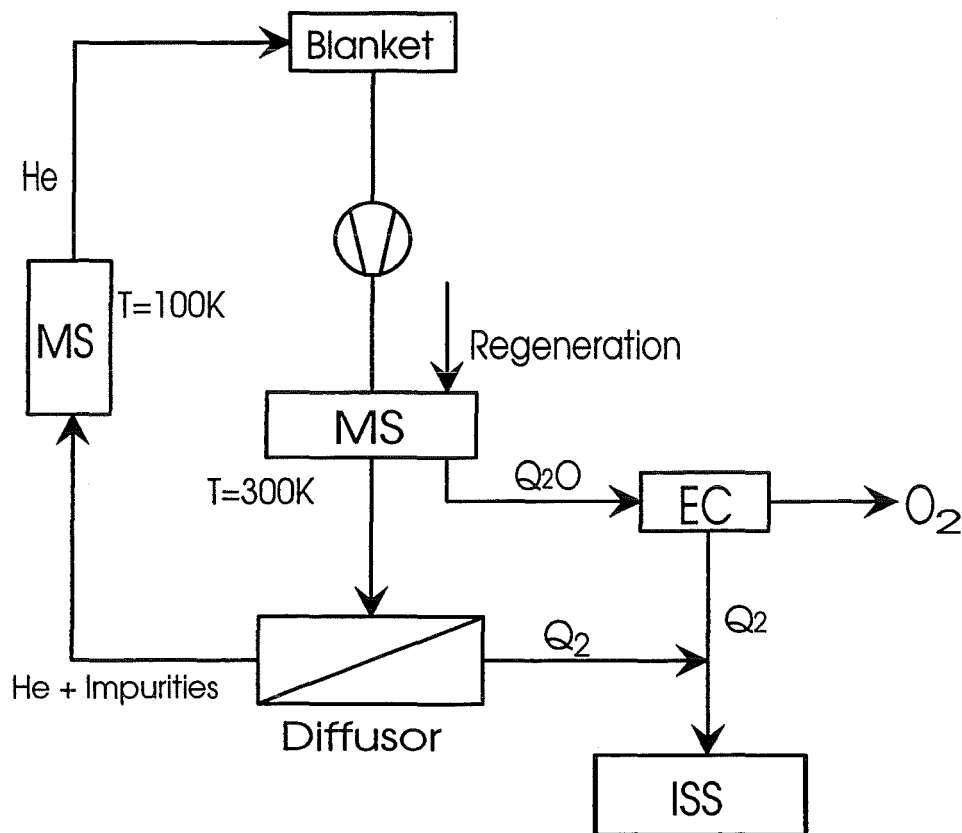 Blanket
He
T=100K
MS
Regeneration
MS
T=300K
Q2O
EC
O2
Q2
Q2
He + Impurities
Diffusor
ISS